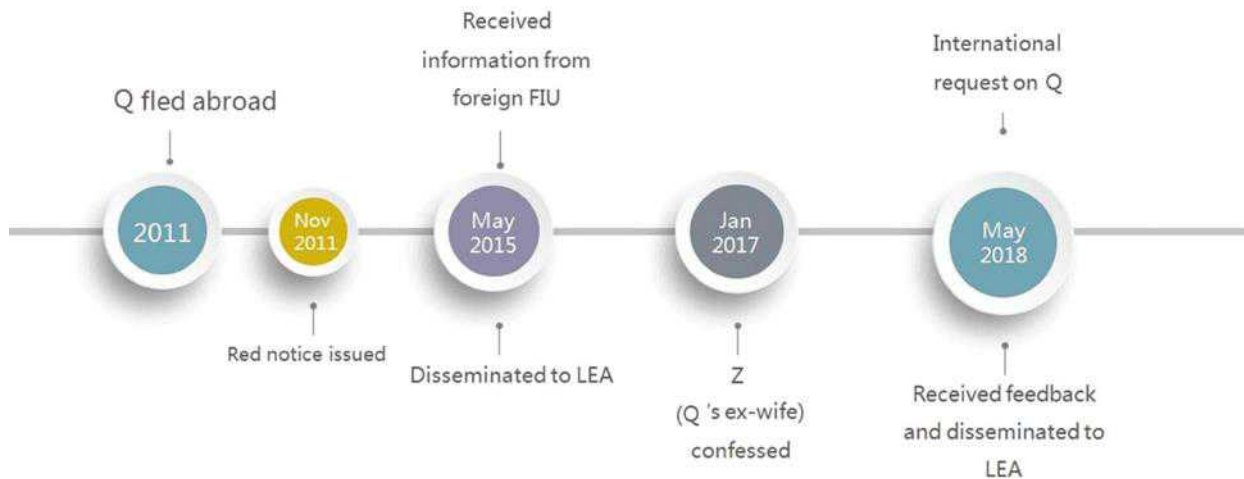 Q fled abroad
2011
Nov
2011
Red notice issued
Received
information from
foreign FIU
May
2015
Disseminated to LEA
Jan
2017
Z
(Q 's ex-wife)
confessed
International
request on Q
May
2018
Received feedback
and disseminated to
LEA